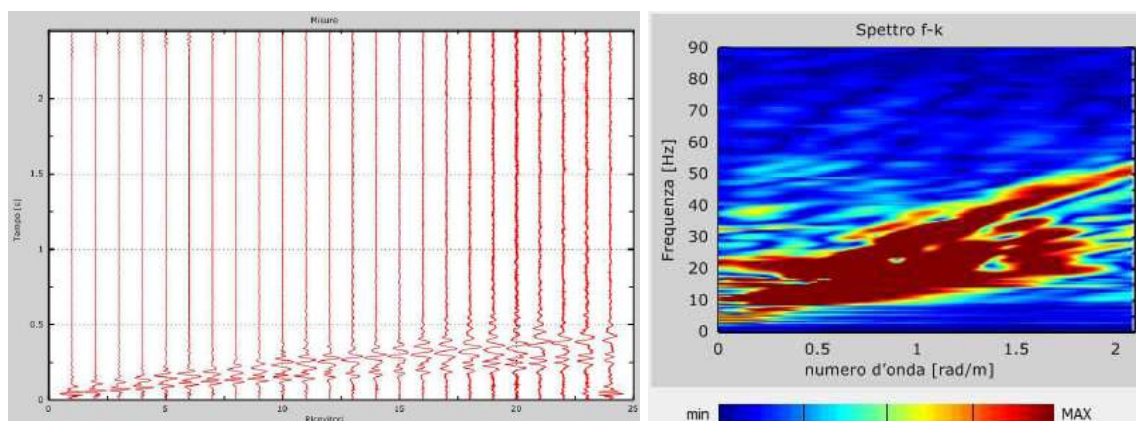 Misure
Tempo [s]
2
1.5
1
0.5
0
0 5 10 15 20 25
Ricevitori
Spettro f-k
Frequenza [Hz]
90
80
70
60
50
40
30
20
10
0
0 0.5 1 1.5 2
numero d'onda [rad/m]
min MAX